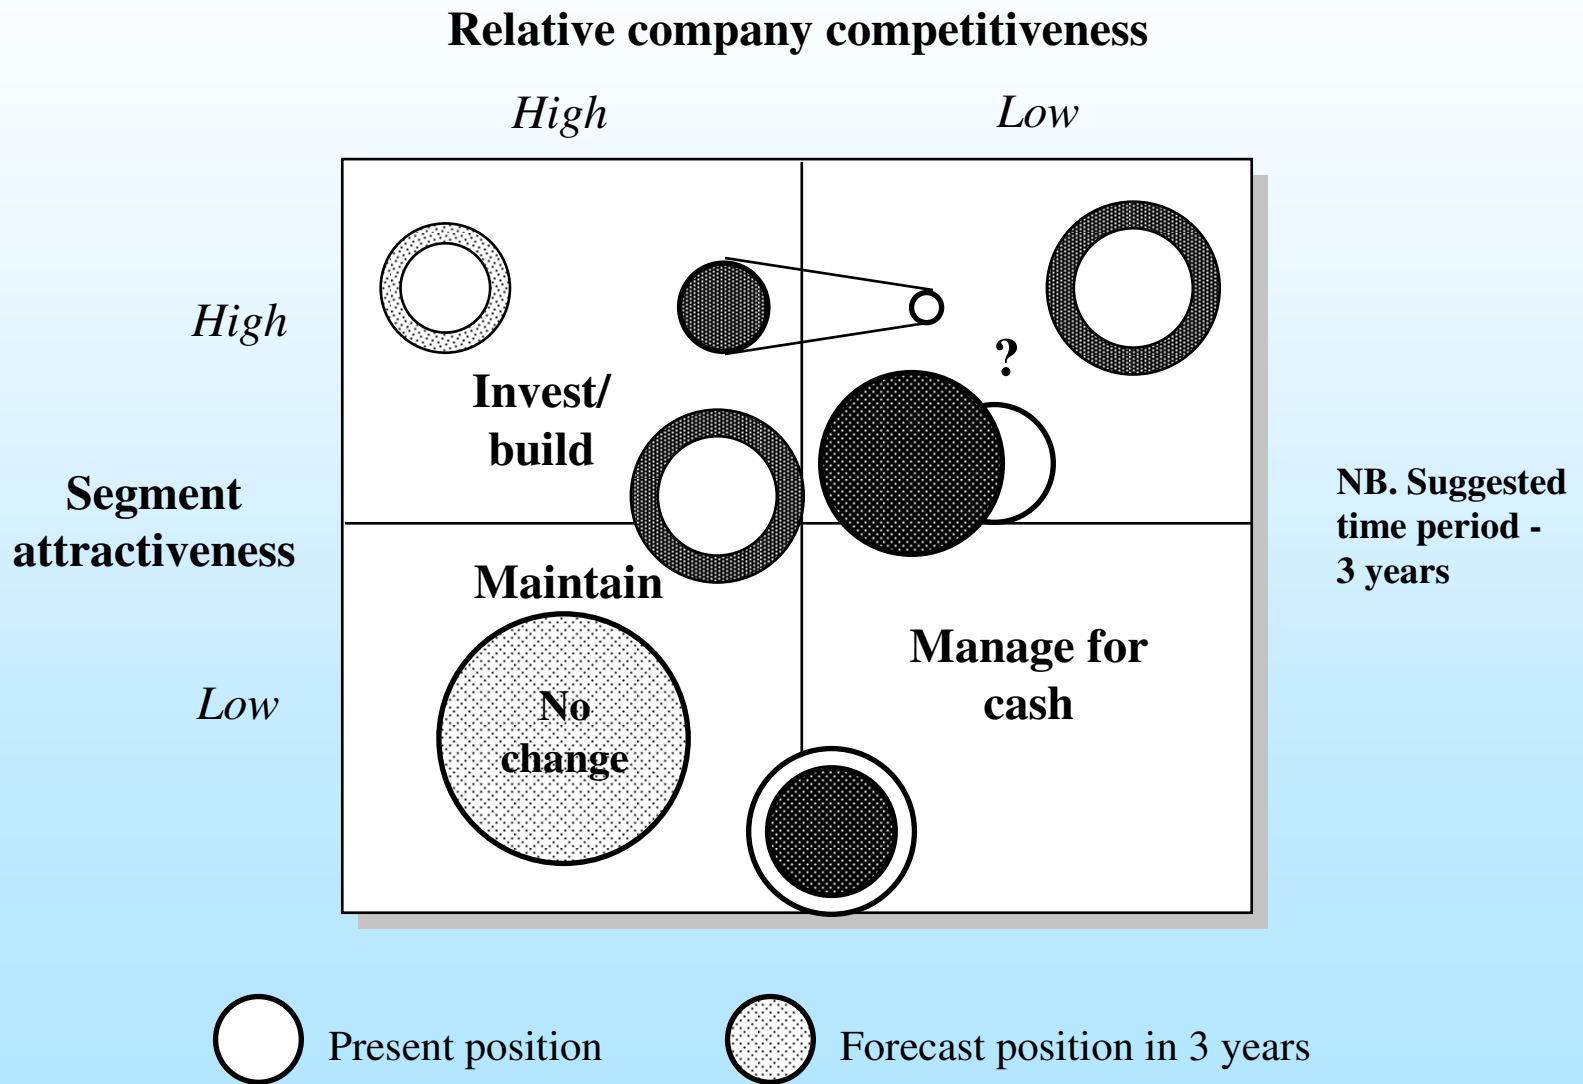 Relative company competitiveness
High
Low
High
?
Invest/
build
Segment
attractiveness
NB. Suggested
time period -
3 years
Maintain
Manage for
cash
Low
No
change
Present position
Forecast position in 3 years